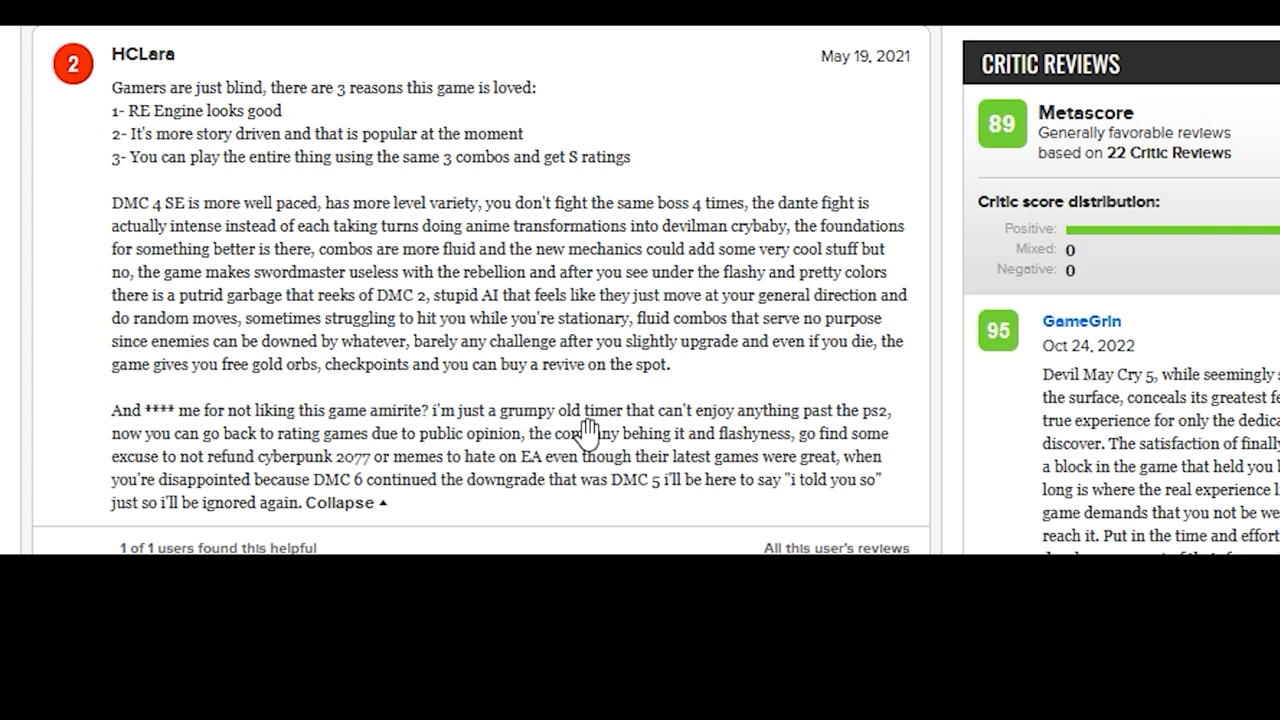 2
HCLara
May 19, 2021
Gamers are just blind, there are 3 reasons this game is loved:
1- RE Engine looks good
2- It's more story driven and that is popular at the moment
3- You can play the entire thing using the same 3 combos and get S ratings
DMC 4 SE is more well paced, has more level variety, you don't fight the same boss 4 times, the dante fight is
actually intense instead of each taking turns doing anime transformations into devilman crybaby, the foundations
for something better is there, combos are more fluid and the new mechanics could add some very cool stuff but
no, the game makes swordmaster useless with the rebellion and after you see under the flashy and pretty colors
there is a putrid garbage that reeks of DMC 2, stupid AI that feels like they just move at your general direction and
do random moves, sometimes struggling to hit you while you're stationary, fluid combos that serve no purpose
since enemies can be downed by whatever, barely any challenge after you slightly upgrade and even if you die, the
game gives you free gold orbs, checkpoints and you can buy a revive on the spot.
And **** me for not liking this game amirite? i'm just a grumpy old timer that can't enjoy anything past the ps2,
now you can go back to rating games due to public opinion, the behing it and flashyness, go find some
excuse to not refund cyberpunk 2077 or memes to hate on EA even though their latest games were great, when
you're disappointed because DMC 6 continued the downgrade that was DMC 5 i'll be here to say "i told you so"
just so i'll be ignored again. Collapse
1 of 1 users found this helpful
All this user's reviews
CRITIC REVIEWS
89
Metascore
Generally favorable reviews
based on 22 Critic Reviews
Critic score distribution:
Positive:
Mixed: 0
Negative: 0
95
GameGrin
Oct 24, 2022
Devil May Cry 5, while seemingly
the surface, conceals its greatest
true experience for only the
discover. The satisfaction of
a block in the game that held you
long is where the real experience
game demands that you not be
reach it. Put in the time and